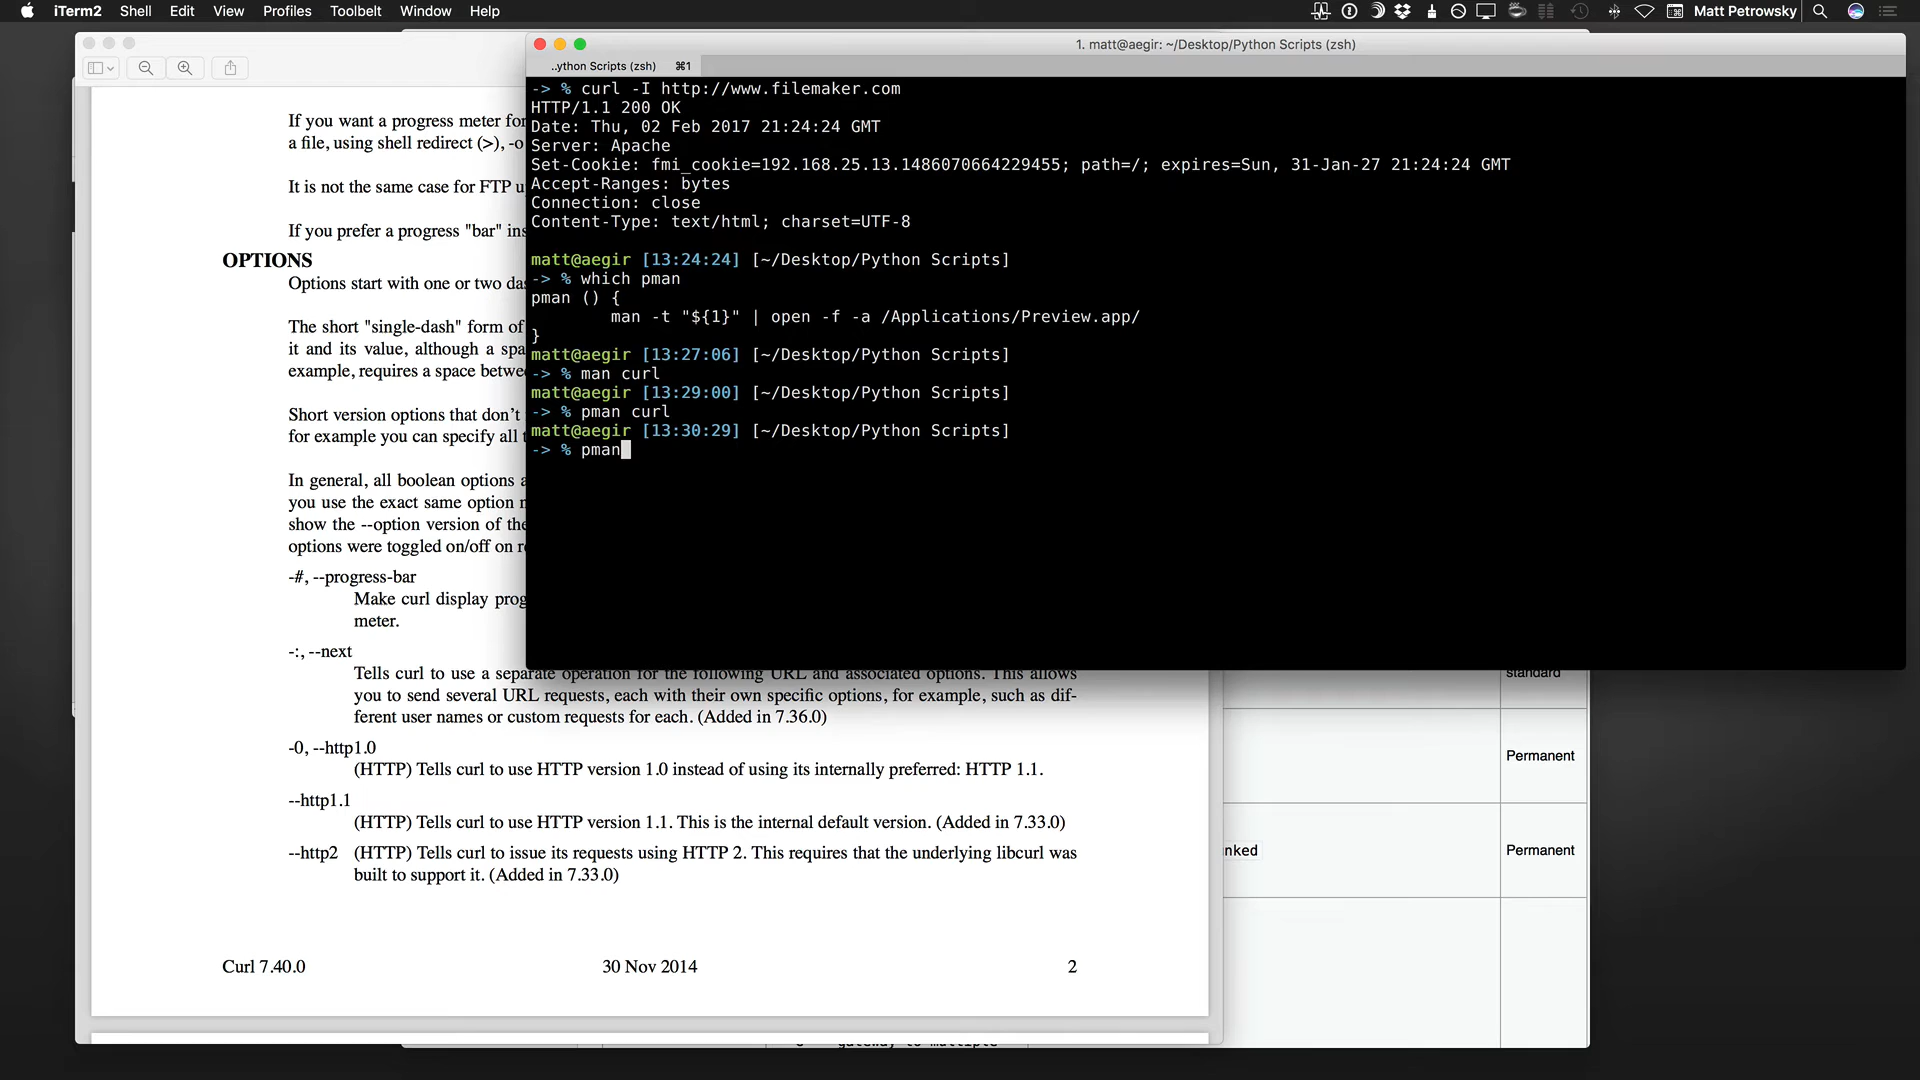 iTerm2 Shell Edit View Profiles Toolbelt Window Help Matt Petrowsky
1. matt@aegir: ~/Desktop/Python Scripts (zsh)
..ython Scripts (zsh) ⌘1
-> % curl -I http://www.filemaker.com
HTTP/1.1 200 OK
Date: Thu, 02 Feb 2017 21:24:24 GMT
Server: Apache
Set-Cookie: fmi_cookie=192.168.25.13.1486070664229455; path=/; expires=Sun, 31-Jan-27 21:24:24 GMT
Accept-Ranges: bytes
Connection: close
Content-Type: text/html; charset=UTF-8
matt@aegir [13:24:24] [~/Desktop/Python Scripts]
-> % which pman
pman () {
man -t "${1}" | open -f -a /Applications/Preview.app/
}
matt@aegir [13:27:06] [~/Desktop/Python Scripts]
-> % man curl
matt@aegir [13:29:00] [~/Desktop/Python Scripts]
-> % pman curl
matt@aegir [13:30:29] [~/Desktop/Python Scripts]
-> % pman
If you want a progress meter for
a file, using shell redirect (>), -o
It is not the same case for FTP u
If you prefer a progress "bar" ins
OPTIONS
Options start with one or two das
The short "single-dash" form of
it and its value, although a spa
example, requires a space betwe
Short version options that don't
for example you can specify all t
In general, all boolean options a
you use the exact same option n
show the --option version of the
options were toggled on/off on re
-#, --progress-bar
Make curl display prog
meter.
-:, --next
Tells curl to use a separate operation for the following URL and associated options. This allows
you to send several URL requests, each with their own specific options, for example, such as dif-
ferent user names or custom requests for each. (Added in 7.36.0)
-0, --http1.0
(HTTP) Tells curl to use HTTP version 1.0 instead of using its internally preferred: HTTP 1.1.
--http1.1
(HTTP) Tells curl to use HTTP version 1.1. This is the internal default version. (Added in 7.33.0)
--http2 (HTTP) Tells curl to issue its requests using HTTP 2. This requires that the underlying libcurl was
built to support it. (Added in 7.33.0)
Curl 7.40.0 30 Nov 2014 2
standard
Permanent
nked Permanent
gateway to multiple